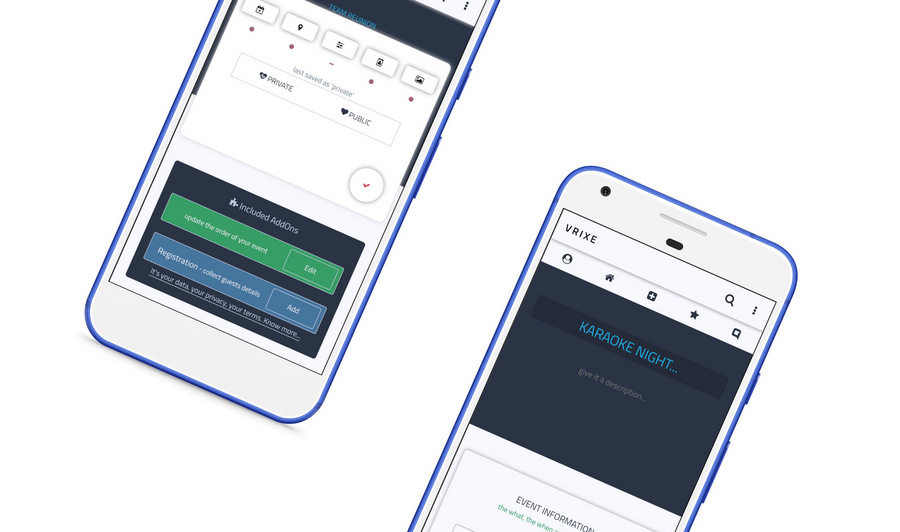 TEAM REUNION
last saved as 'private'
PRIVATE
PUBLIC
Included AddOns
update the order of your event
Edit
Registration - collect guests details
Add
It's your data, your privacy, your terms. Know more...
VRIXE
KARAOKE NIGHT...
give it a description...
EVENT INFORMATION
the what, the when